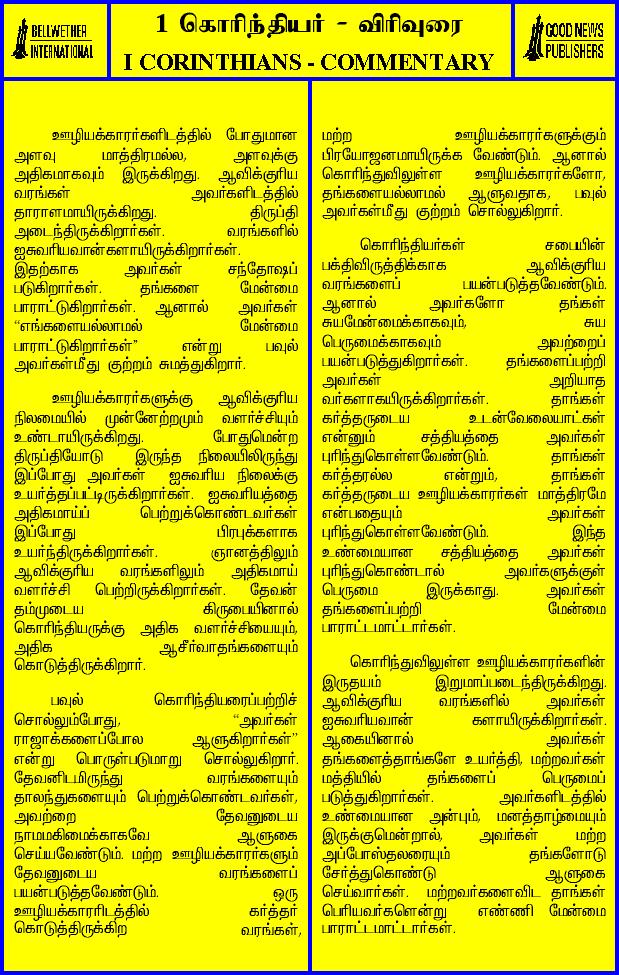 BELLWETHER
INTERNATIONAL
1 கொரிந்தியர் - விரிவுரை
I CORINTHIANS - COMMENTARY
GOOD NEWS
PUBLISHERS
ஊழியக்காரர்களிடத்தில் போதுமான
அளவு மாத்திரமல்ல, அளவுக்கு
அதிகமாகவும் இருக்கிறது. ஆவிக்குரிய
வரங்கள் அவர்களிடத்தில்
தாராளமாயிருக்கிறது. திருப்தி
அடைந்திருக்கிறார்கள். வரங்களில்
ஐசுவரியவான்களாயிருக்கிறார்கள்.
இதற்காக அவர்கள் சந்தோஷப்
படுகிறார்கள். தங்களை மேன்மை
பாராட்டுகிறார்கள். ஆனால் அவர்கள்
“எங்களையல்லாமல் மேன்மை
பாராட்டுகிறார்கள்” என்று பவுல்
அவர்கள்மீது குற்றம் சுமத்துகிறார்.
ஊழியக்காரர்களுக்கு ஆவிக்குரிய
நிலமையில் முன்னேற்றமும் வளர்ச்சியும்
உண்டாயிருக்கிறது. போதுமென்ற
திருப்தியோடு இருந்த நிலையிலிருந்து
இப்போது அவர்கள் ஐசுவரிய நிலைக்கு
உயர்த்தப்பட்டிருக்கிறார்கள். ஐசுவரியத்தை
அதிகமாய்ப் பெற்றுக்கொண்டவர்கள்
இப்போது பிரபுக்களாக
உயர்ந்திருக்கிறார்கள். ஞானத்திலும்
ஆவிக்குரிய வரங்களிலும் அதிகமாய்
வளர்ச்சி பெற்றிருக்கிறார்கள். தேவன்
தம்முடைய கிருபையினால்
கொரிந்தியருக்கு அதிக வளர்ச்சியையும்,
அதிக ஆசீர்வாதங்களையும்
கொடுத்திருக்கிறார்.
பவுல் கொரிந்தியரைப்பற்றிச்
சொல்லும்போது, “அவர்கள்
ராஜாக்களைப்போல ஆளுகிறார்கள்”
என்று பொருள்படுமாறு சொல்லுகிறார்.
தேவனிடமிருந்து வரங்களையும்
தாலந்துகளையும் பெற்றுக்கொண்டவர்கள்,
அவற்றை தேவனுடைய
நாமமகிமைக்காகவே ஆளுகை
செய்யவேண்டும். மற்ற ஊழியக்காரர்களும்
தேவனுடைய வரங்களைப்
பயன்படுத்தவேண்டும். ஒரு
ஊழியக்காரரிடத்தில் கர்த்தர்
கொடுத்திருக்கிற வரங்கள்,
மற்ற ஊழியக்காரர்களுக்கும்
பிரயோஜனமாயிருக்க வேண்டும். ஆனால்
கொரிந்துவிலுள்ள ஊழியக்காரர்களோ,
தங்களையல்லாமல் ஆளுவதாக, பவுல்
அவர்கள்மீது குற்றம் சொல்லுகிறார்.
கொரிந்தியர்கள் சபையின்
பக்திவிருத்திக்காக ஆவிக்குரிய
வரங்களைப் பயன்படுத்தவேண்டும்.
ஆனால் அவர்களோ தங்கள்
சுயமேன்மைக்காகவும், சுய
பெருமைக்காகவும் அவற்றைப்
பயன்படுத்துகிறார்கள். தங்களைப்பற்றி
அவர்கள் அறியாத
வர்களாகயிருக்கிறார்கள். தாங்கள்
கர்த்தருடைய உடன்வேலையாட்கள்
என்னும் சத்தியத்தை அவர்கள்
புரிந்துகொள்ளவேண்டும். தாங்கள்
கர்த்தரல்ல என்றும், தாங்கள்
கர்த்தருடைய ஊழியக்காரர்கள் மாத்திரமே
என்பதையும் அவர்கள்
புரிந்துகொள்ளவேண்டும். இந்த
உண்மையான சத்தியத்தை அவர்கள்
புரிந்துகொண்டால் அவர்களுக்குள்
பெருமை இருக்காது. அவர்கள்
தங்களைப்பற்றி மேன்மை
பாராட்டமாட்டார்கள்.
கொரிந்துவிலுள்ள ஊழியக்காரர்களின்
இருதயம் இறுமாப்படைந்திருக்கிறது.
ஆவிக்குரிய வரங்களில் அவர்கள்
ஐசுவரியவான் களாயிருக்கிறார்கள்.
ஆகையினால் அவர்கள்
தங்களைத்தாங்களே உயர்த்தி, மற்றவர்கள்
மத்தியில் தங்களைப் பெருமைப்
படுத்துகிறார்கள். அவர்களிடத்தில்
உண்மையான அன்பும், மனத்தாழ்மையும்
இருக்குமென்றால், அவர்கள் மற்ற
அப்போஸ்தலரையும் தங்களோடு
சேர்த்துகொண்டு ஆளுகை
செய்வார்கள். மற்றவர்களைவிட தாங்கள்
பெரியவர்களென்று எண்ணி மேன்மை
பாராட்டமாட்டார்கள்.